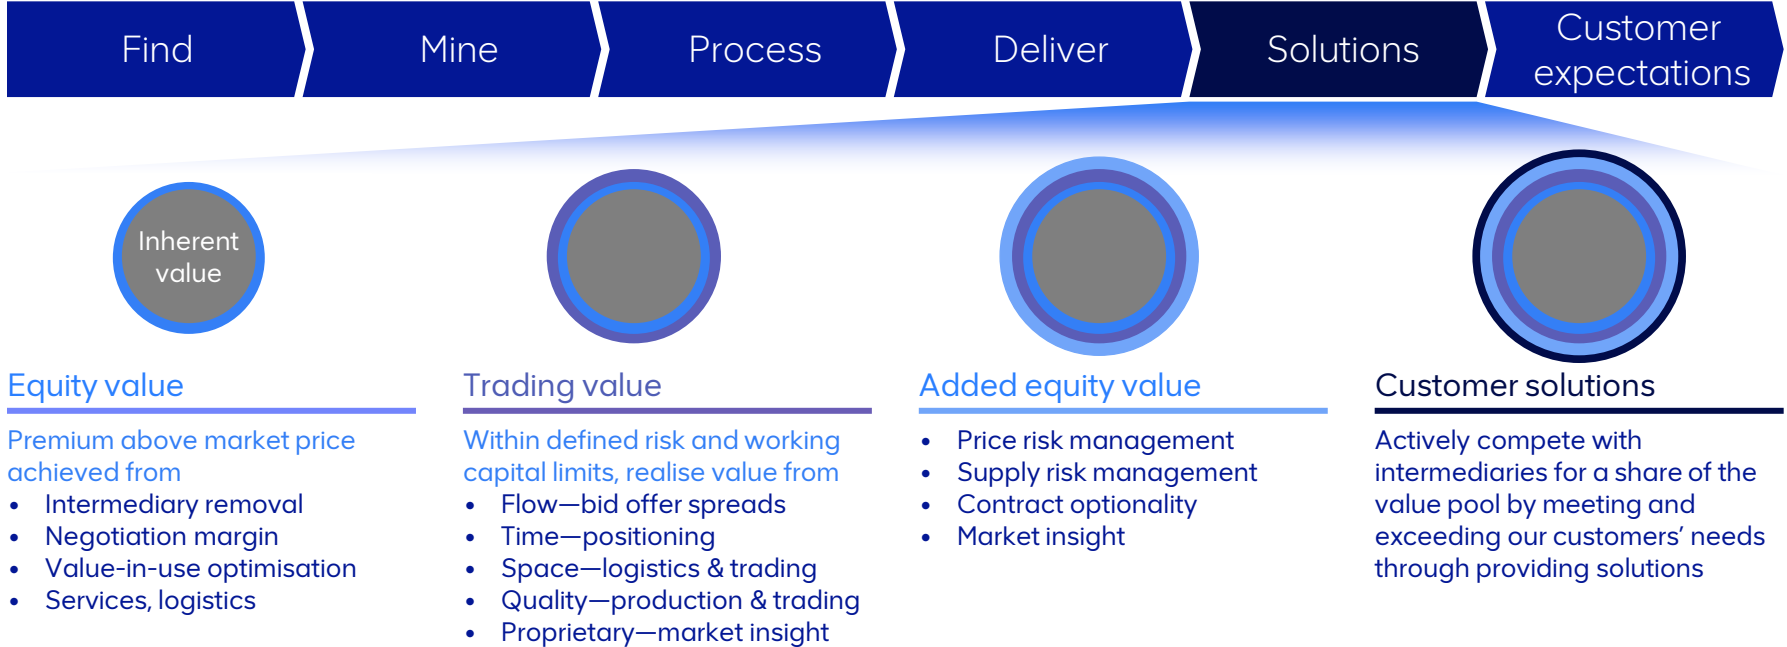 Find
Mine
Process
Deliver
Solutions
Customer
expectations
Inherent
value
Equity value
Premium above market price
achieved from
• Intermediary removal
• Negotiation margin
• Value-in-use optimisation
• Services, logistics
Trading value
Within defined risk and working
capital limits, realise value from
• Flow—bid offer spreads
• Time—positioning
• Space—logistics & trading
• Quality—production & trading
• Proprietary—market insight
Added equity value
• Price risk management
• Supply risk management
• Contract optionality
• Market insight
Customer solutions
Actively compete with
intermediaries for a share of the
value pool by meeting and
exceeding our customers’ needs
through providing solutions